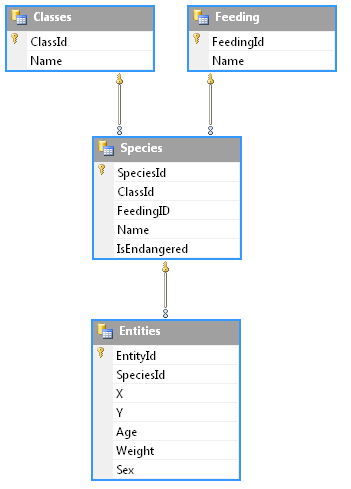 Classes
ClassId
Name
Feeding
FeedingId
Name
Species
SpeciesId
ClassId
FeedingID
Name
IsEndangered
Entities
EntityId
SpeciesId
X
Y
Age
Weight
Sex